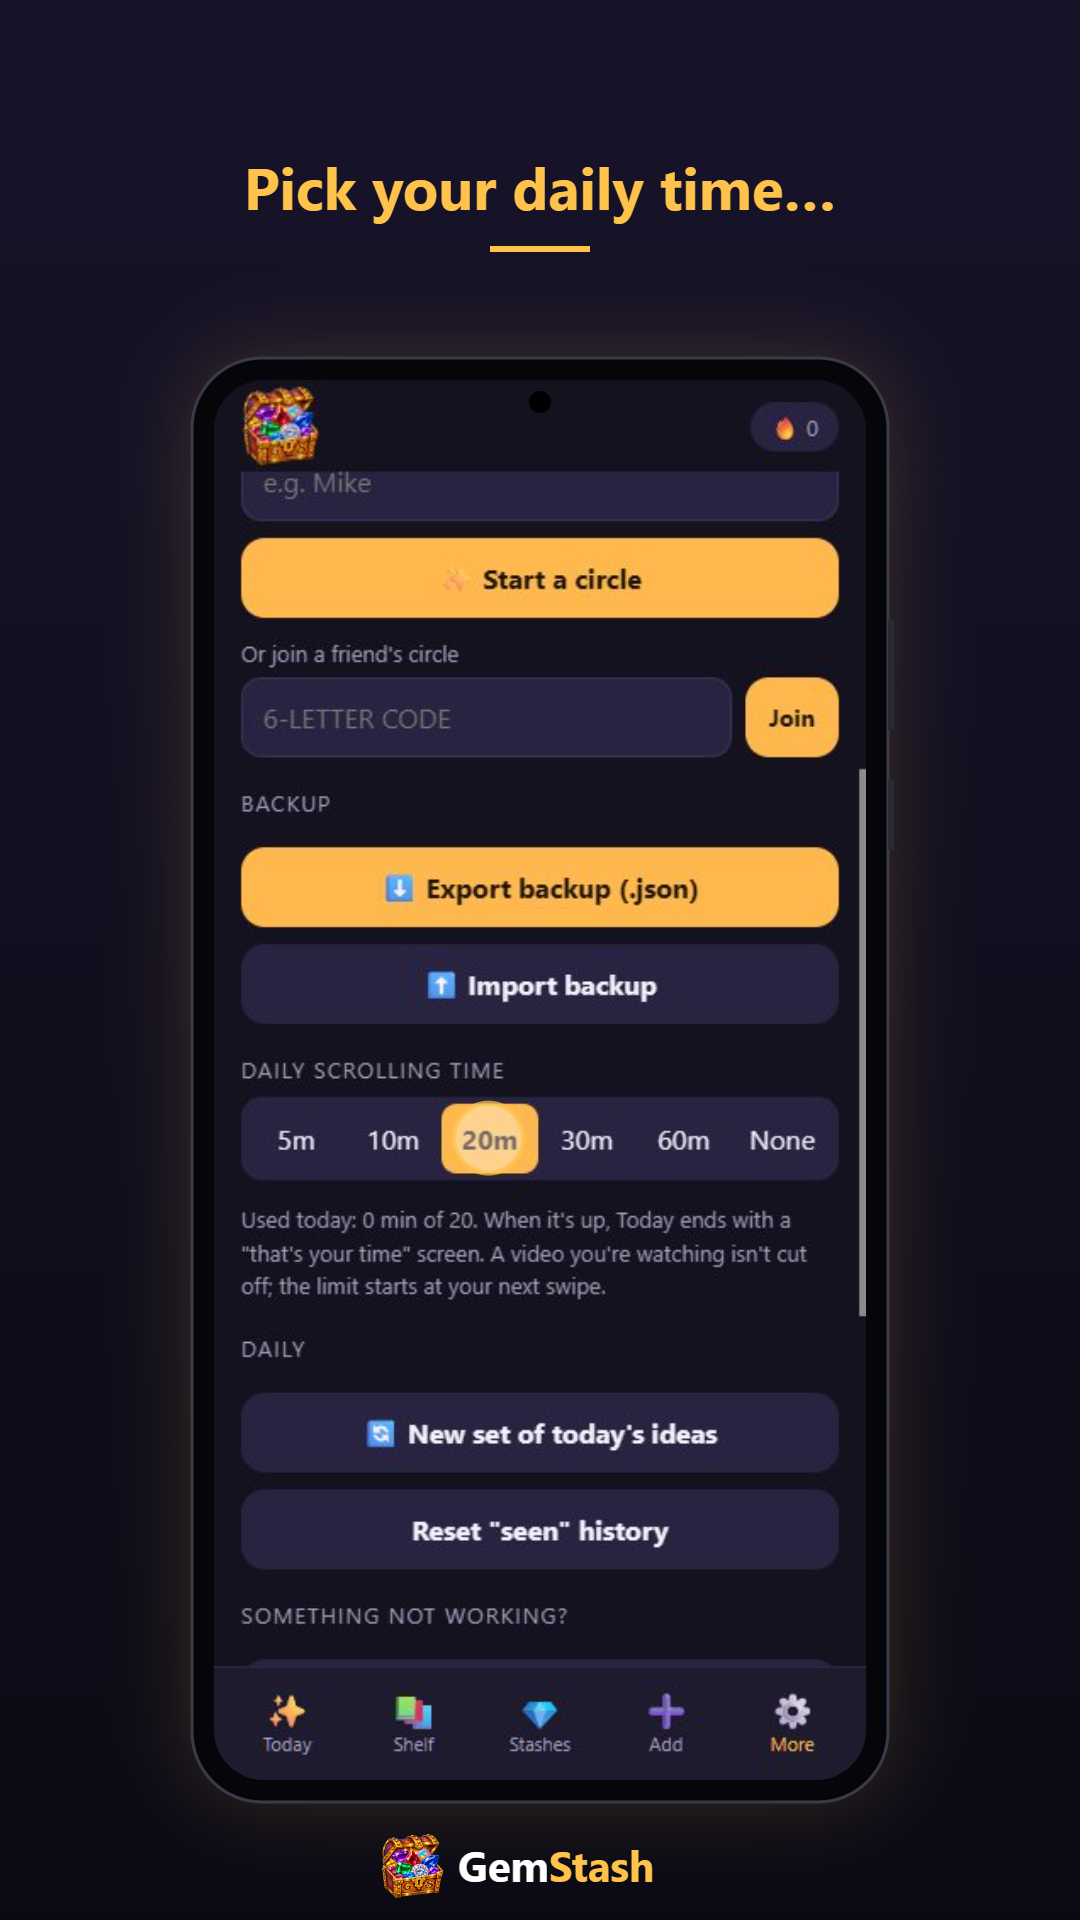 Pick your daily time...
0
e.g. Mike
Start a circle
Or join a friend's circle
6-LETTER CODE
Join
BACKUP
Export backup (.json)
Import backup
DAILY SCROLLING TIME
5m 10m 20m 30m 60m None
Used today: 0 min of 20. When it's up, Today ends with a
"that's your time" screen. A video you're watching isn't cut
off; the limit starts at your next swipe.
DAILY
New set of today's ideas
Reset "seen" history
SOMETHING NOT WORKING?
Today Shelf Stashes Add More
GemStash